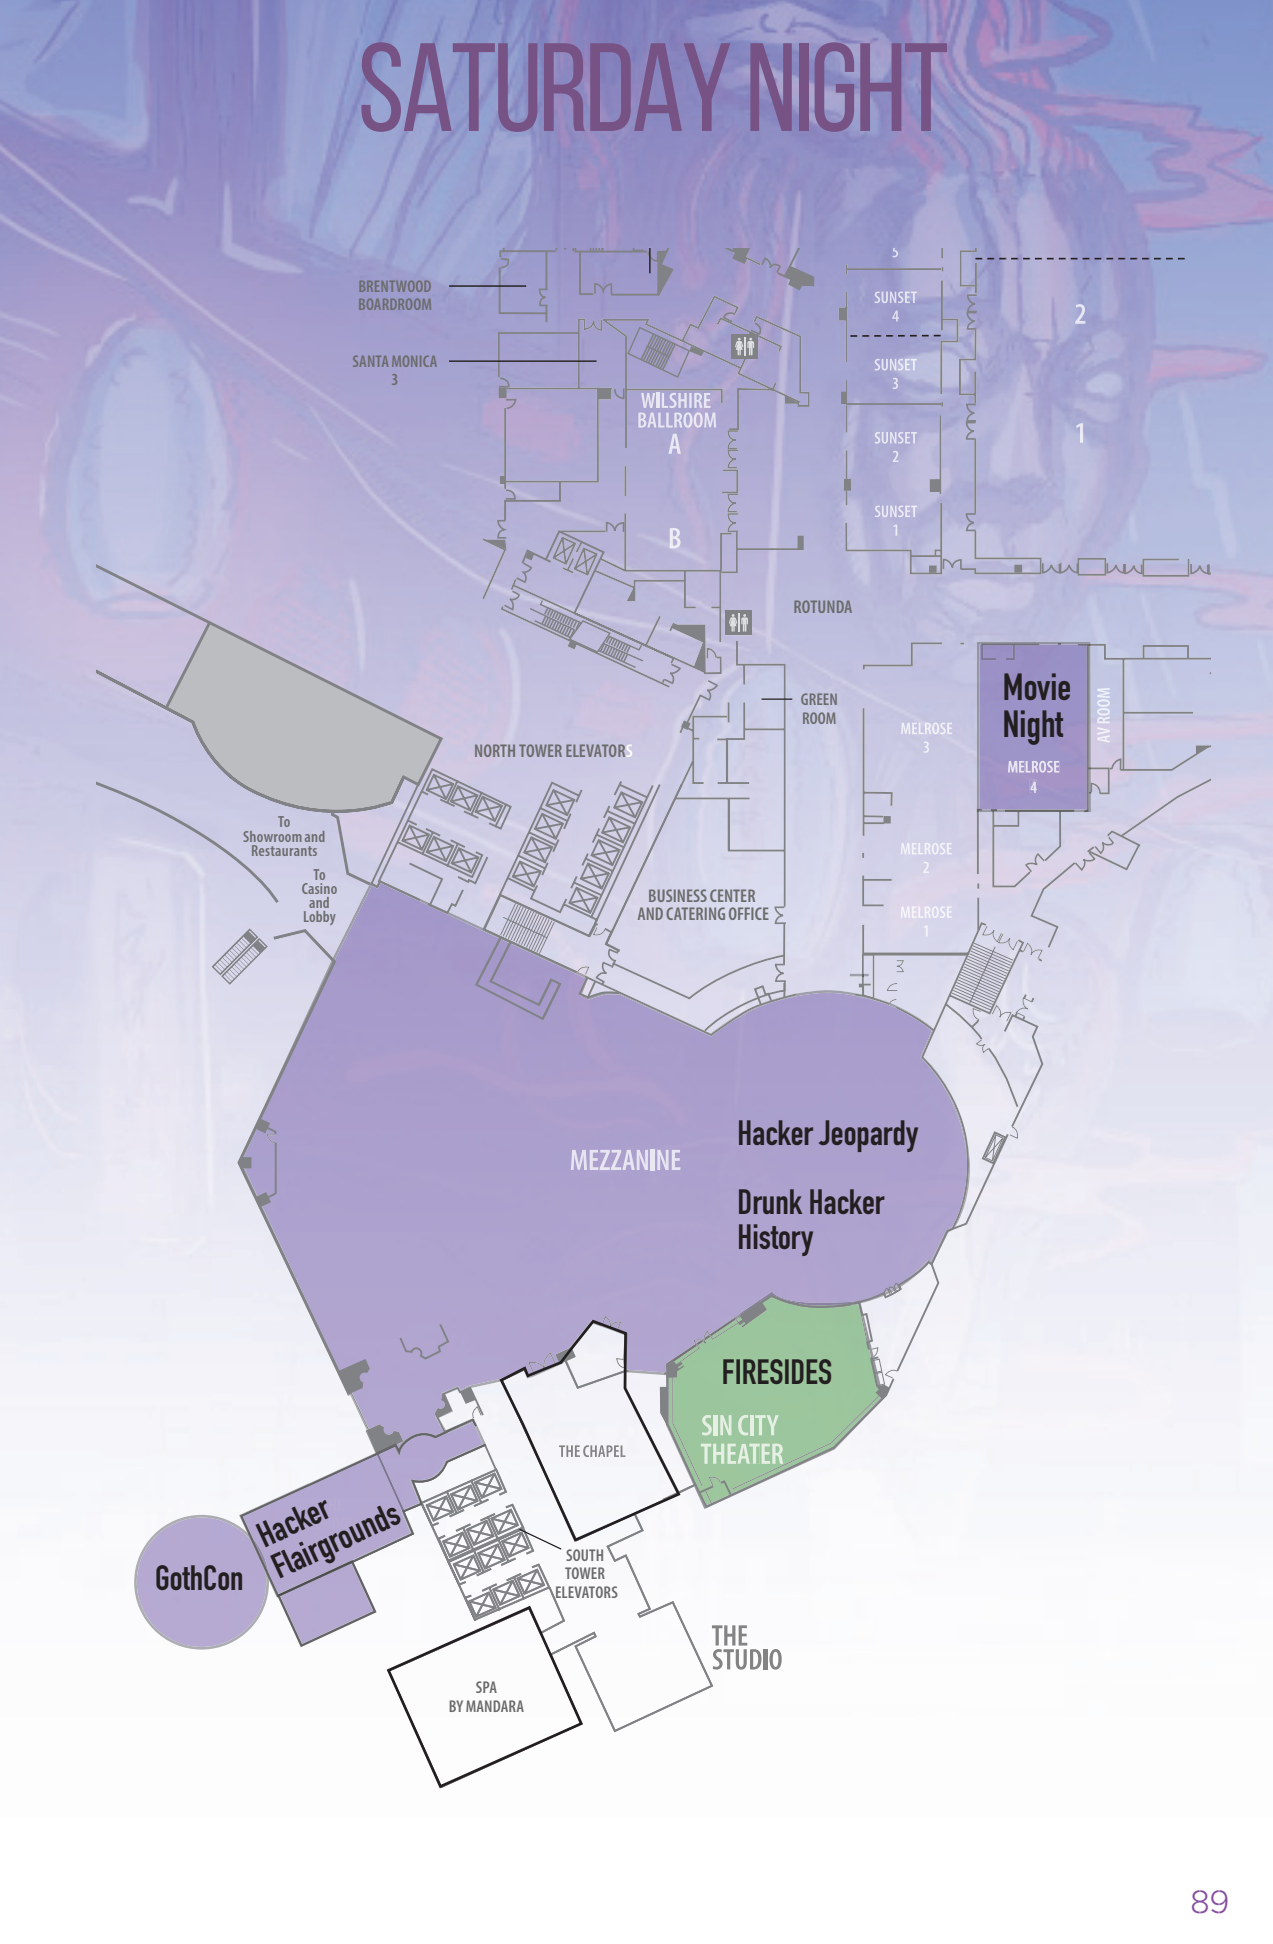 SATURDAY NIGHT
BRENTWOOD
BOARDROOM
SANTA MONICA
3
WILSHIRE
BALLROOM
A
B
5
SUNSET
4
SUNSET
3
SUNSET
2
SUNSET
1
2
1
ROTUNDA
GREEN
ROOM
NORTH TOWER ELEVATORS
MELROSE
3
Movie
Night
MELROSE
4
AV ROOM
To
Showroom and
Restaurants
To
Casino
and
Lobby
BUSINESS CENTER
AND CATERING OFFICE
MELROSE
2
MELROSE
1
MEZZANINE
Hacker Jeopardy
Drunk Hacker
History
FIRESIDES
SIN CITY
THEATER
THE CHAPEL
Hacker
Flairgrounds
GothCon
SOUTH
TOWER
ELEVATORS
THE
STUDIO
SPA
BY MANDARA
89